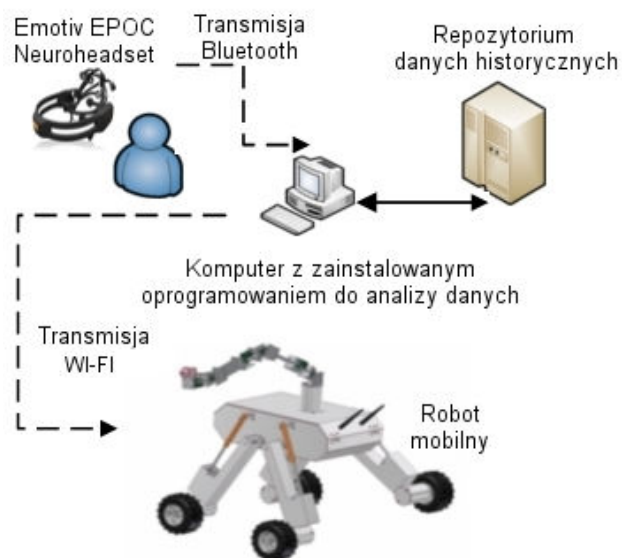 Emotiv EPOC
Neuroheadset
Transmisja
Bluetooth
Repozytorium
danych historycznych
Komputer z zainstalowanym
oprogramowaniem do analizy danych
Transmisja
WI-FI
Robot
mobilny